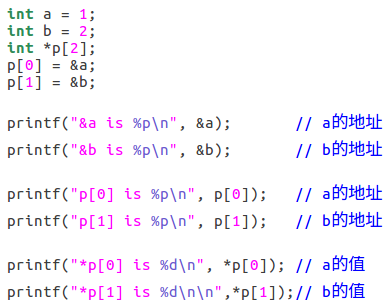 int a = 1;
int b = 2;
int *p[2];
p[0] = &a;
p[1] = &b;
printf("&a is %p\n", &a); // a的地址
printf("&b is %p\n", &b); // b的地址
printf("p[0] is %p\n", p[0]); // a的地址
printf("p[1] is %p\n", p[1]); // b的地址
printf("*p[0] is %d\n", *p[0]); // a的值
printf("*p[1] is %d\n\n",*p[1]);// b的值